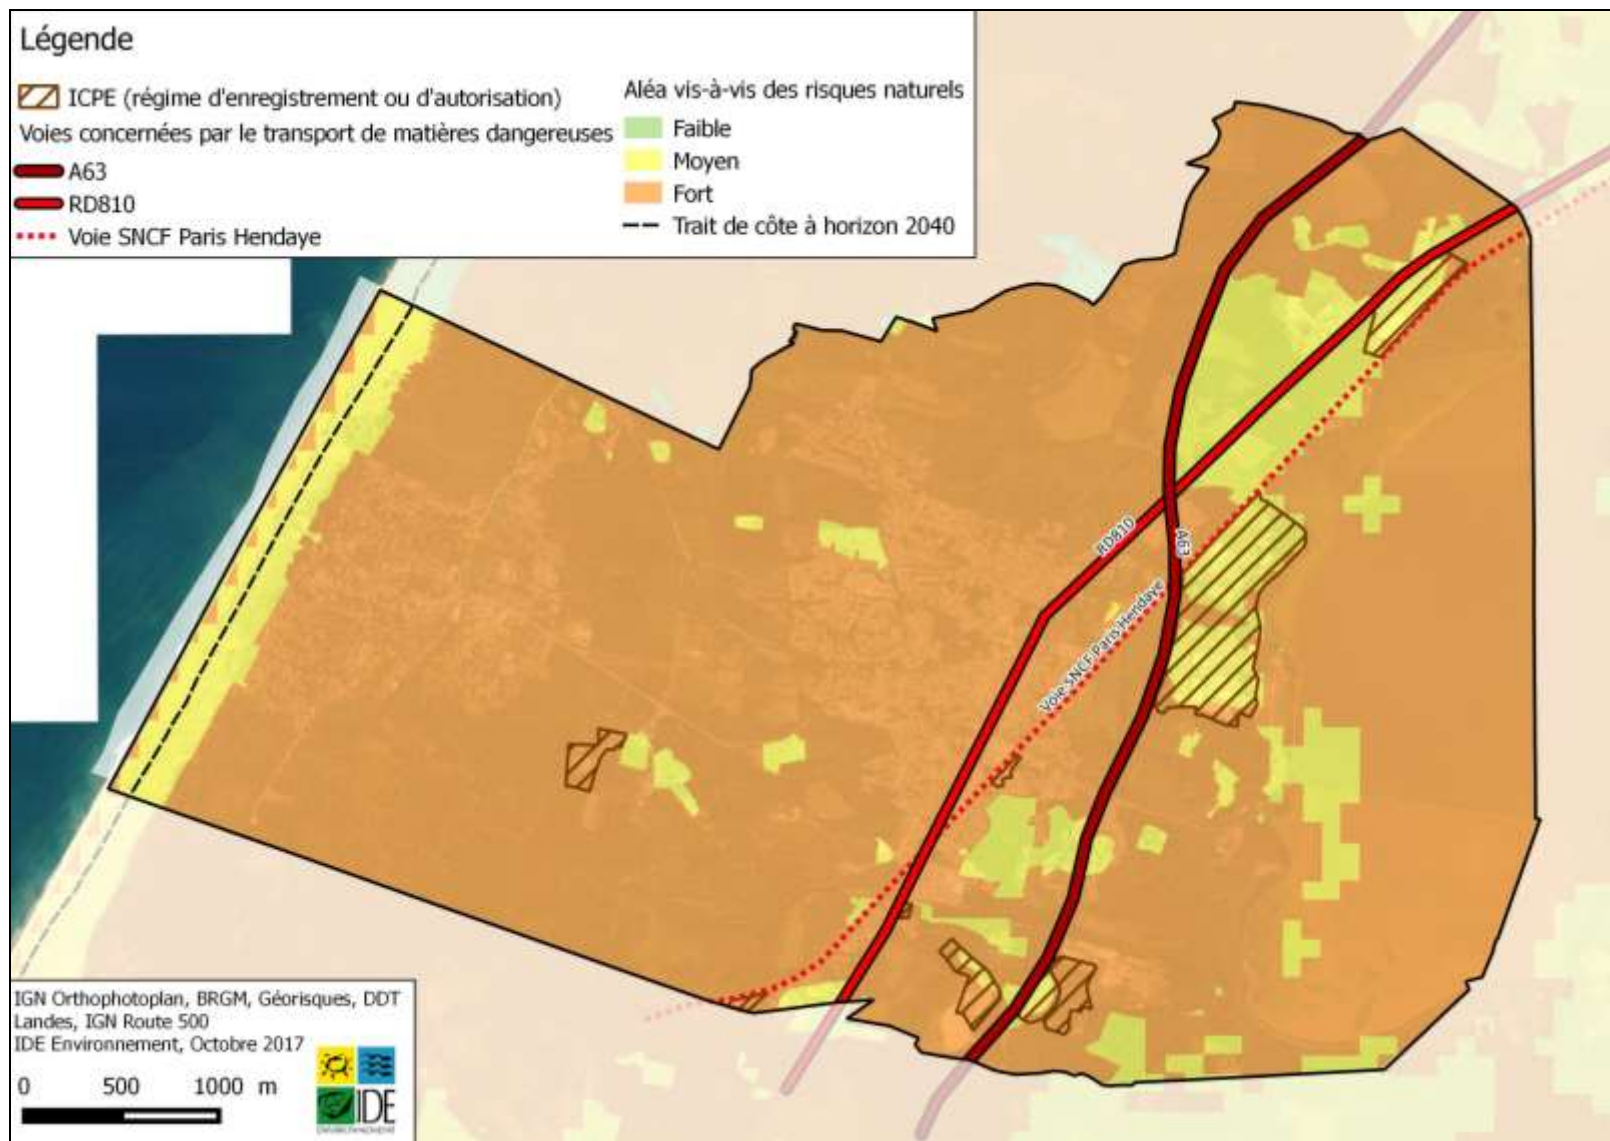 Légende
ICPE (régime d'enregistrement ou d'autorisation)
Voies concernées par le transport de matières dangereuses
A63
RD810
Voie SNCF Paris Hendaye
Aléa vis-à-vis des risques naturels
Faible
Moyen
Fort
Trait de côte à horizon 2040
RD810
A63
Voie SNCF Paris Hendaye
IGN Orthophotoplan, BRGM, Géorisques, DDT
Landes, IGN Route 500
IDE Environnement, Octobre 2017
0 500 1000 m
IDE